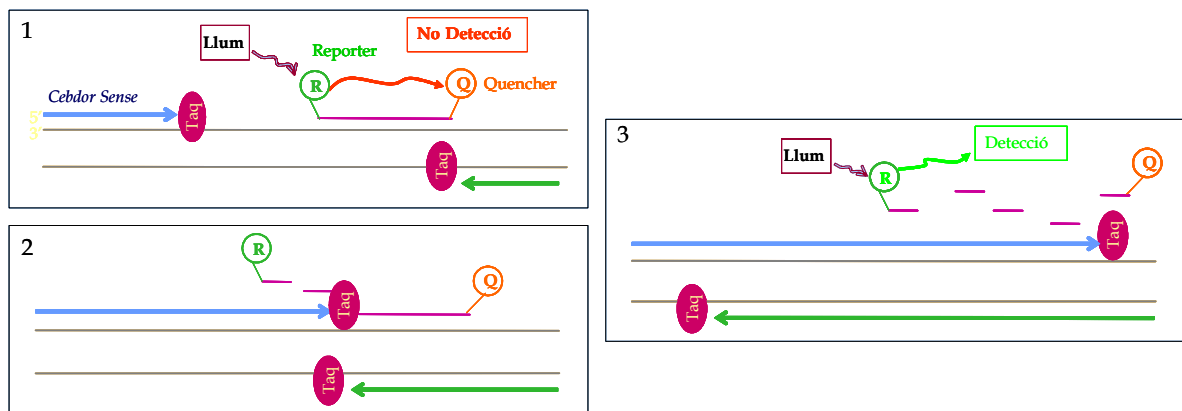 1
Llum
Reporter
No Detecció
R
Q
Quencher
Cebdor Sense
Taq
5
3
Taq
2
R
Q
Taq
Taq
3
Llum
Detecció
R
Q
Taq
Taq